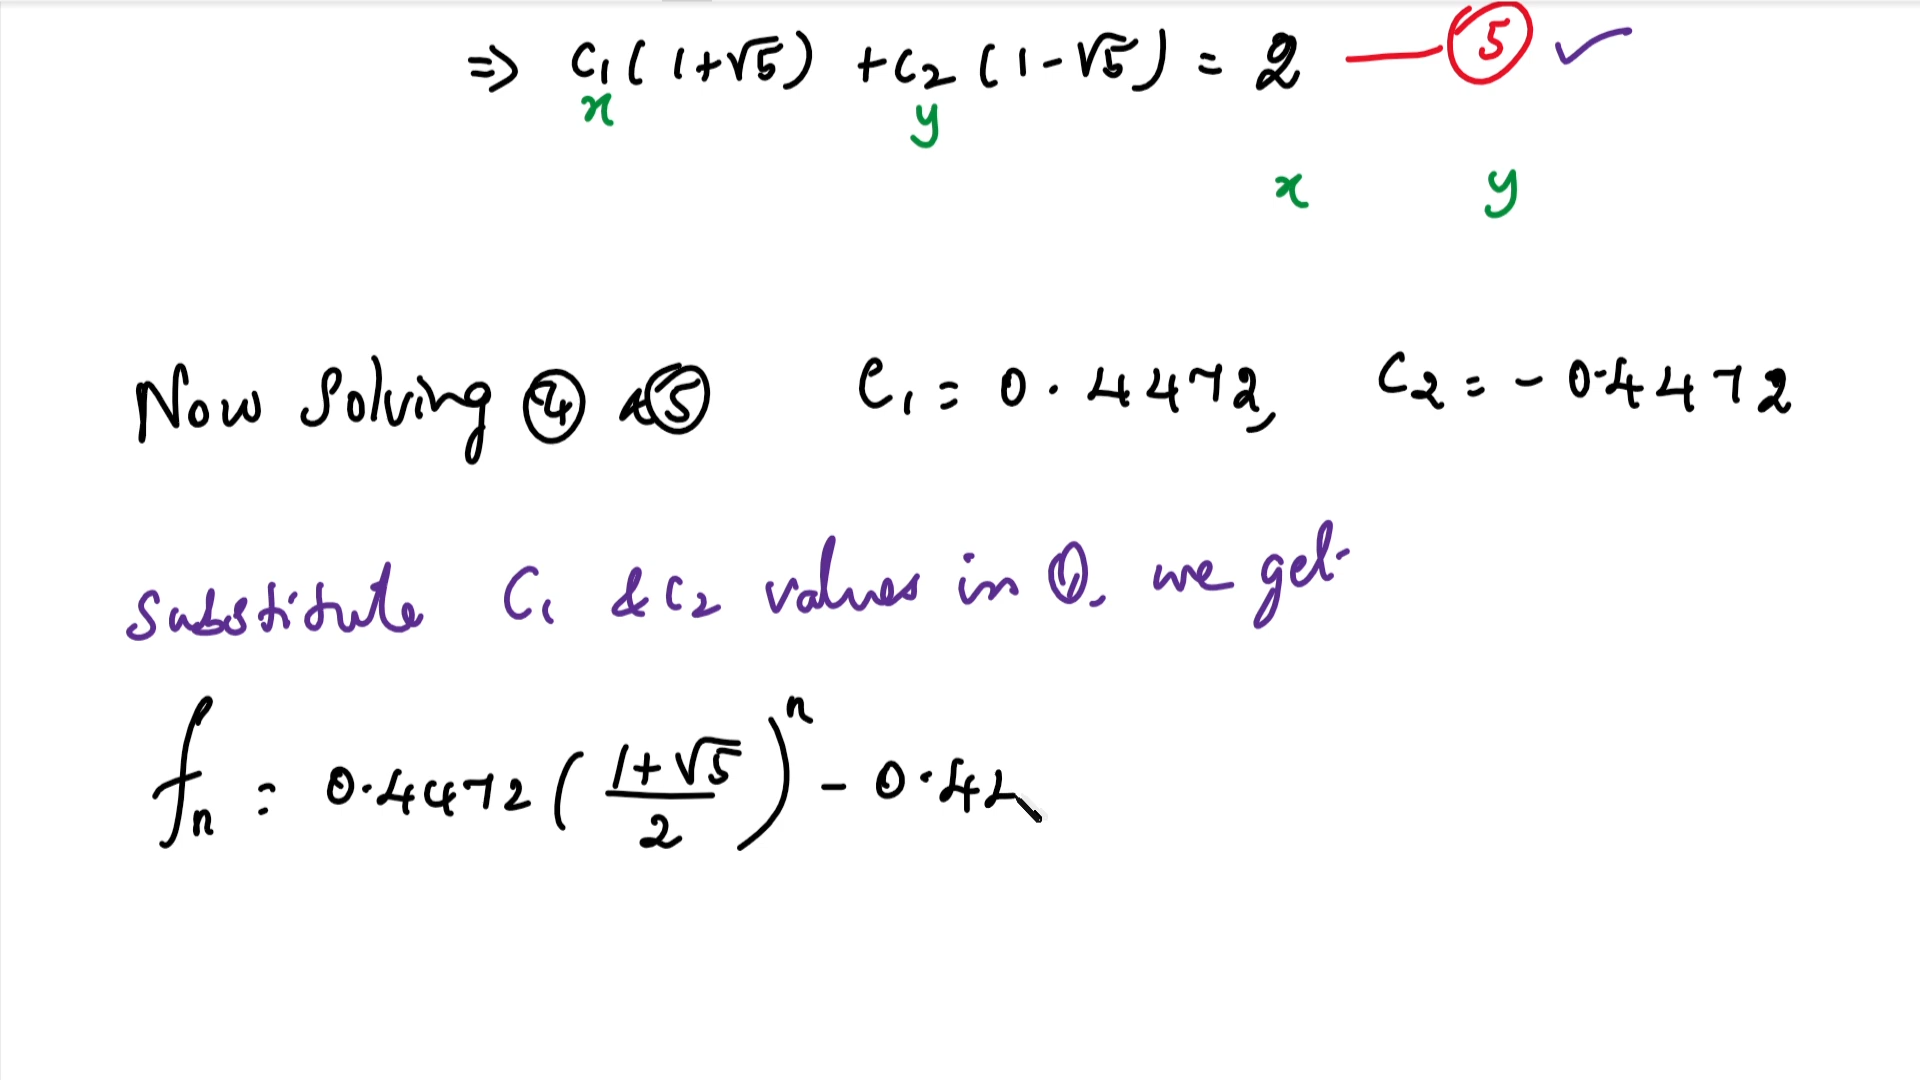 ⇒ C₁(1+√5) + C₂(1-√5) = 2 — ⑤ ✓
x y
x y
Now Solving ④ & ⑤ C₁ = 0.4472, C₂ = -0.4472
Substitute C₁ & C₂ values in ①, we get
fₙ = 0.4472 ((1+√5)/2)ⁿ - 0.44